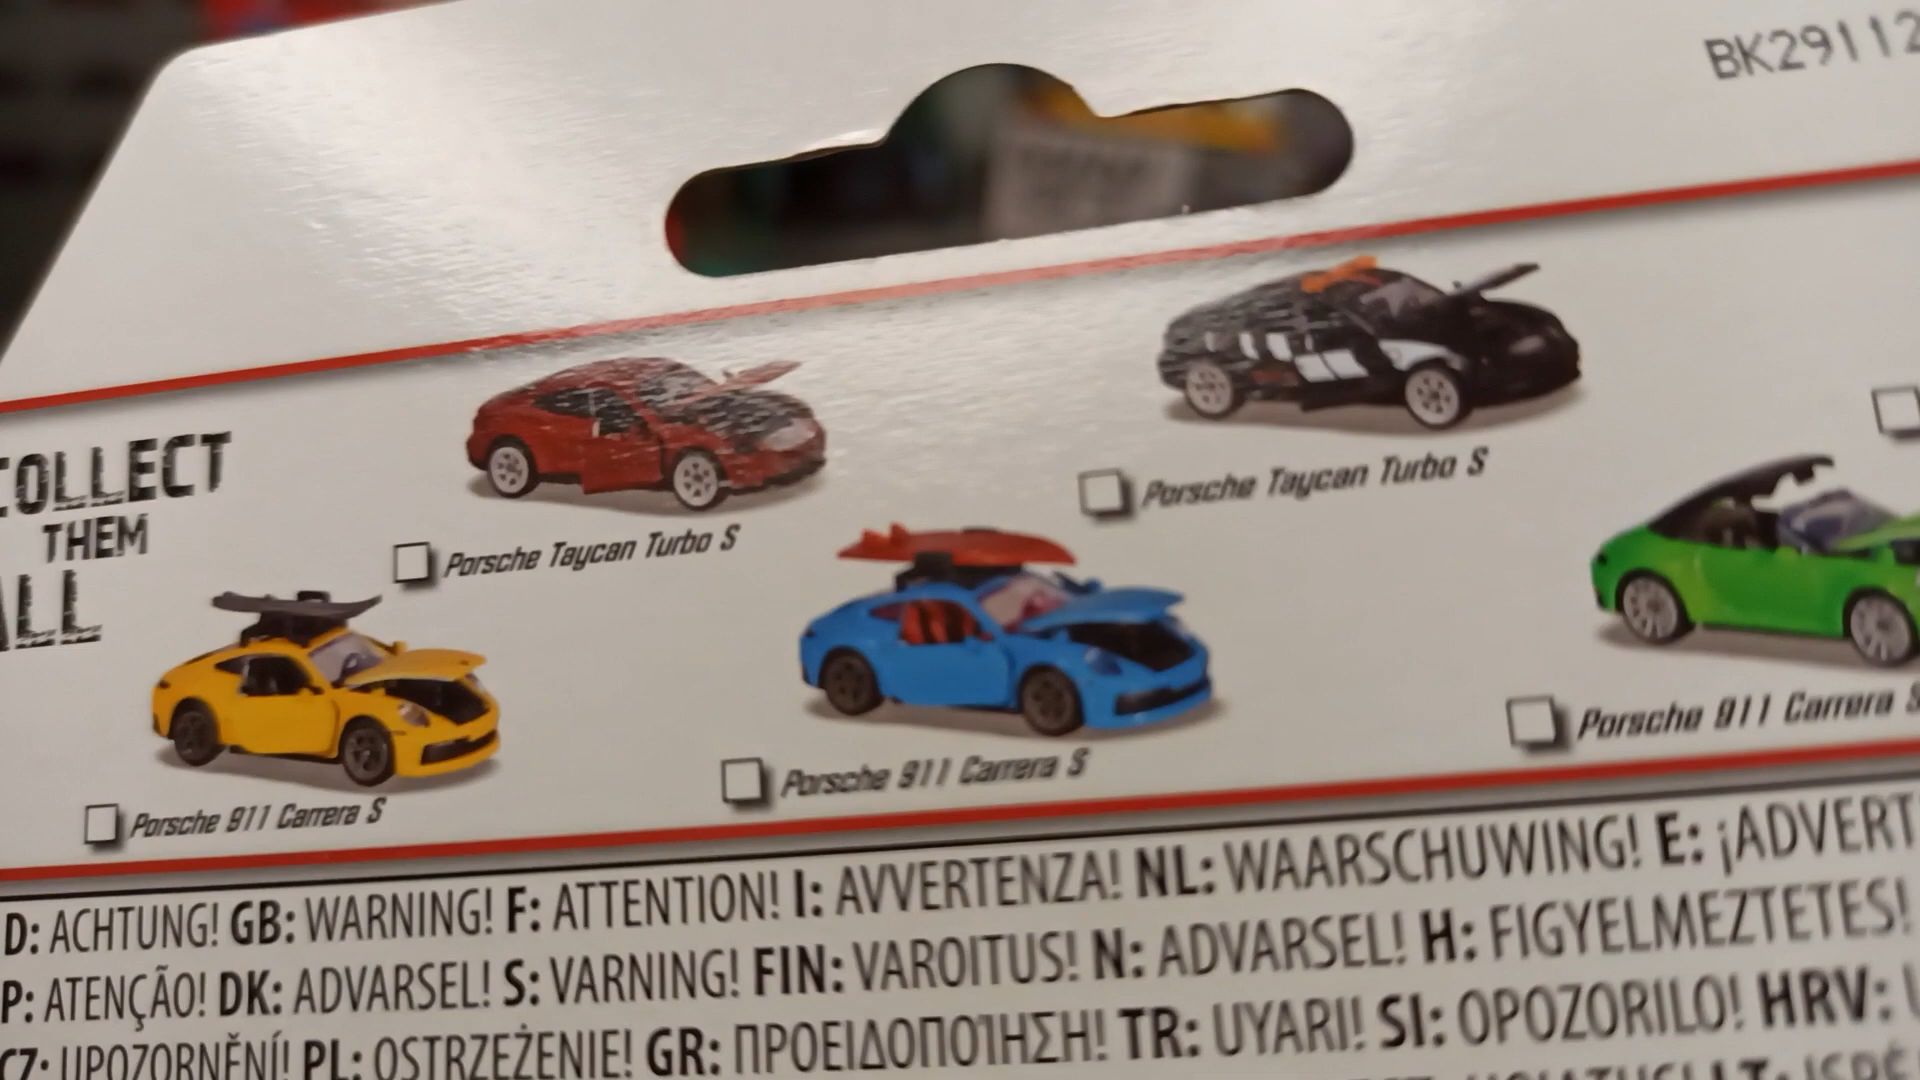 BK29112
COLLECT
THEM
ALL
Porsche Taycan Turbo S
Porsche Taycan Turbo S
Porsche 911 Carrera S
Porsche 911 Carrera S
Porsche 911 Carrera S
D: ACHTUNG! GB: WARNING! F: ATTENTION! I: AVVERTENZA! NL: WAARSCHUWING! E: ¡ADVERT
P: ATENÇÃO! DK: ADVARSEL! S: VARNING! FIN: VAROITUS! N: ADVARSEL! H: FIGYELMEZTETES!
CZ: UPOZORNĚNÍ! PL: OSTRZEŻENIE! GR: ΠΡΟΕΙΔΟΠΟΊΗΣΗ! TR: UYARI! SI: OPOZORILO! HRV: